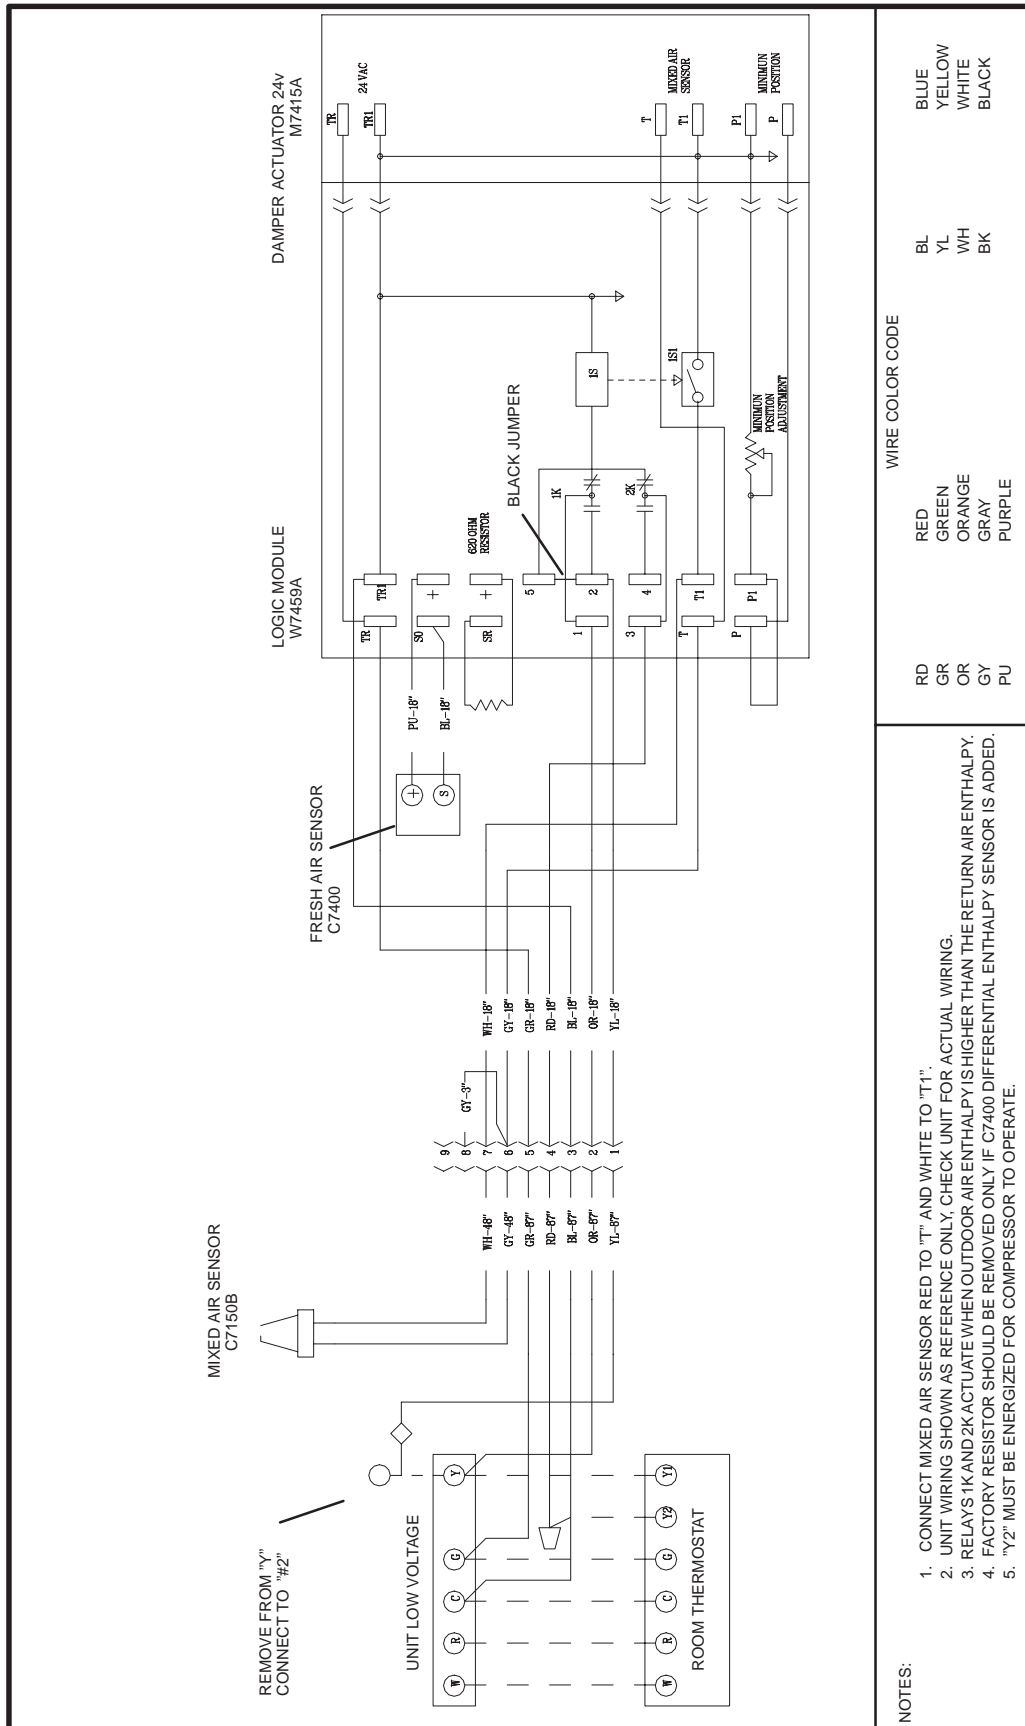 DAMPER ACTUATOR 24v
M7415A
LOGIC MODULE
W7459A
FRESH AIR SENSOR
C7400
MIXED AIR SENSOR
C7150B
REMOVE FROM "Y"
CONNECT TO "#2"
UNIT LOW VOLTAGE
W
R
C
G
Y
ROOM THERMOSTAT
W
R
C
G
Y2
Y1
WH-48"
GY-48"
GR-87"
RD-87"
BL-87"
OR-87"
YL-87"
9
8
7
6
5
4
3
2
1
GY-3"
WH-18"
GY-18"
GR-18"
RD-18"
BL-18"
OR-18"
YL-18"
+
S
PU-18"
BL-18"
TR
TR1
SO
+
SR
+
620 OHM
RESISTOR
BLACK JUMPER
5
1
2
3
4
T
T1
P
P1
1K
2K
1S
1S1
MINIMUN
POSITION
ADJUSTMENT
TR
TR1
24 VAC
T
T1
MIXED AIR
SENSOR
P1
P
MINIMUN
POSITION
NOTES:
1. CONNECT MIXED AIR SENSOR RED TO "T" AND WHITE TO "T1".
2. UNIT WIRING SHOWN AS REFERENCE ONLY, CHECK UNIT FOR ACTUAL WIRING.
3. RELAYS 1K AND 2K ACTUATE WHEN OUTDOOR AIR ENTHALPY IS HIGHER THAN THE RETURN AIR ENTHALPY.
4. FACTORY RESISTOR SHOULD BE REMOVED ONLY IF C7400 DIFFERENTIAL ENTHALPY SENSOR IS ADDED.
5. "Y2" MUST BE ENERGIZED FOR COMPRESSOR TO OPERATE.
WIRE COLOR CODE
RD RED BL BLUE
GR GREEN YL YELLOW
OR ORANGE WH WHITE
GY GRAY BK BLACK
PU PURPLE